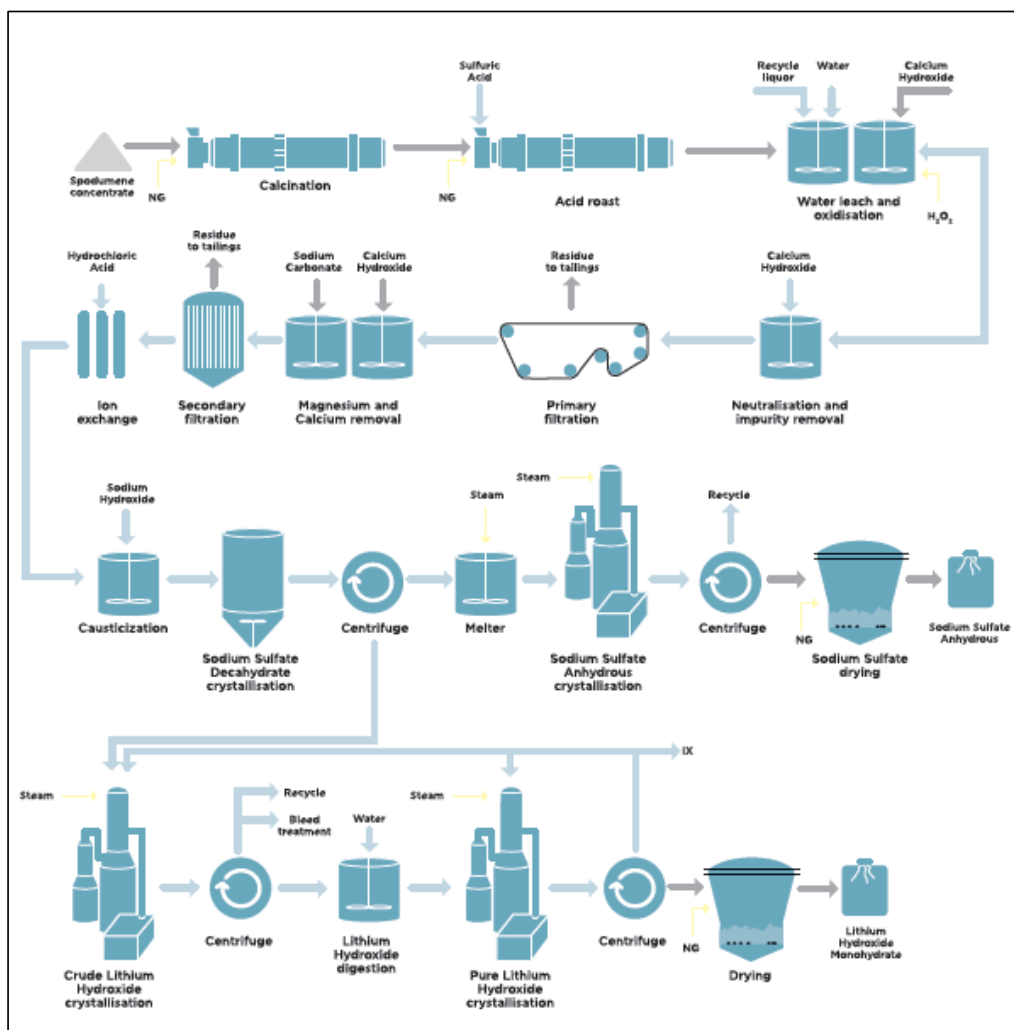 Sulfuric
Acid
Recycle
liquor
Water
Calcium
Hydroxide
Spodumene
concentrate
NG
Calcination
NG
Acid roast
Water leach and
oxidisation
H₂O₂
Hydrochloric
Acid
Residue
to tailings
Sodium
Carbonate
Calcium
Hydroxide
Residue
to tailings
Calcium
Hydroxide
Ion
exchange
Secondary
filtration
Magnesium and
Calcium removal
Primary
filtration
Neutralisation and
impurity removal
Sodium
Hydroxide
Steam
Steam
Recycle
Causticization
Sodium Sulfate
Decahydrate
crystallisation
Centrifuge
Melter
Sodium Sulfate
Anhydrous
crystallisation
Centrifuge
NG
Sodium Sulfate
drying
Sodium Sulfate
Anhydrous
IX
Steam
Recycle
Bleed
treatment
Water
Steam
Crude Lithium
Hydroxide
crystallisation
Centrifuge
Lithium
Hydroxide
digestion
Pure Lithium
Hydroxide
crystallisation
Centrifuge
NG
Drying
Lithium
Hydroxide
Monohydrate